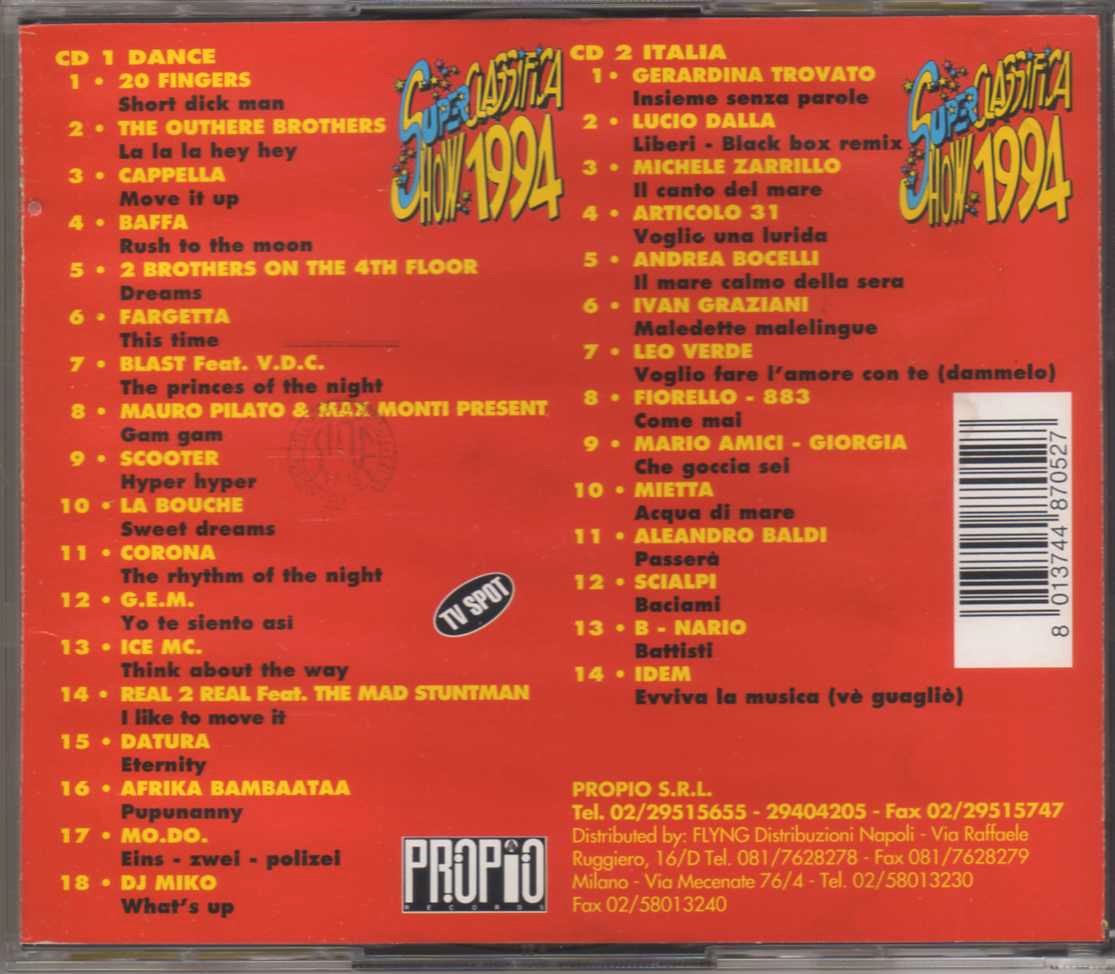 CD 1 DANCE
1 • 20 FINGERS
Short dick man
2 • THE OUTHERE BROTHERS
La la la hey hey
3 • CAPPELLA
Move it up
4 • BAFFA
Rush to the moon
5 • 2 BROTHERS ON THE 4TH FLOOR
Dreams
6 • FARGETTA
This time
7 • BLAST Feat. V.D.C.
The princes of the night
8 • MAURO PILATO & MAX MONTI PRESENT
Gam gam
9 • SCOOTER
Hyper hyper
10 • LA BOUCHE
Sweet dreams
11 • CORONA
The rhythm of the night
12 • G.E.M.
Yo te siento asi
13 • ICE MC.
Think about the way
14 • REAL 2 REAL Feat. THE MAD STUNTMAN
I like to move it
15 • DATURA
Eternity
16 • AFRIKA BAMBAATAA
Pupunanny
17 • MO.DO.
Eins - zwei - polizei
18 • DJ MIKO
What's up
SUPER CLASSIFICA
SHOW 1994
TV SPOT
PROPIO
RECORDS
CD 2 ITALIA
1 • GERARDINA TROVATO
Insieme senza parole
2 • LUCIO DALLA
Liberi - Black box remix
3 • MICHELE ZARRILLO
Il canto del mare
4 • ARTICOLO 31
Voglio una lurida
5 • ANDREA BOCELLI
Il mare calmo della sera
6 • IVAN GRAZIANI
Maledette malelingue
7 • LEO VERDE
Voglio fare l'amore con te (dammelo)
8 • FIORELLO - 883
Come mai
9 • MARIO AMICI - GIORGIA
Che goccia sei
10 • MIETTA
Acqua di mare
11 • ALEANDRO BALDI
Passerà
12 • SCIALPI
Baciami
13 • B - NARIO
Battisti
14 • IDEM
Evviva la musica (vè guagliò)
SUPER CLASSIFICA
SHOW 1994
8 013744 870527
PROPIO S.R.L.
Tel. 02/29515655 - 29404205 - Fax 02/29515747
Distributed by: FLYNG Distribuzioni Napoli - Via Raffaele
Ruggiero, 16/D Tel. 081/7628278 - Fax 081/7628279
Milano - Via Mecenate 76/4 - Tel. 02/58013230
Fax 02/58013240